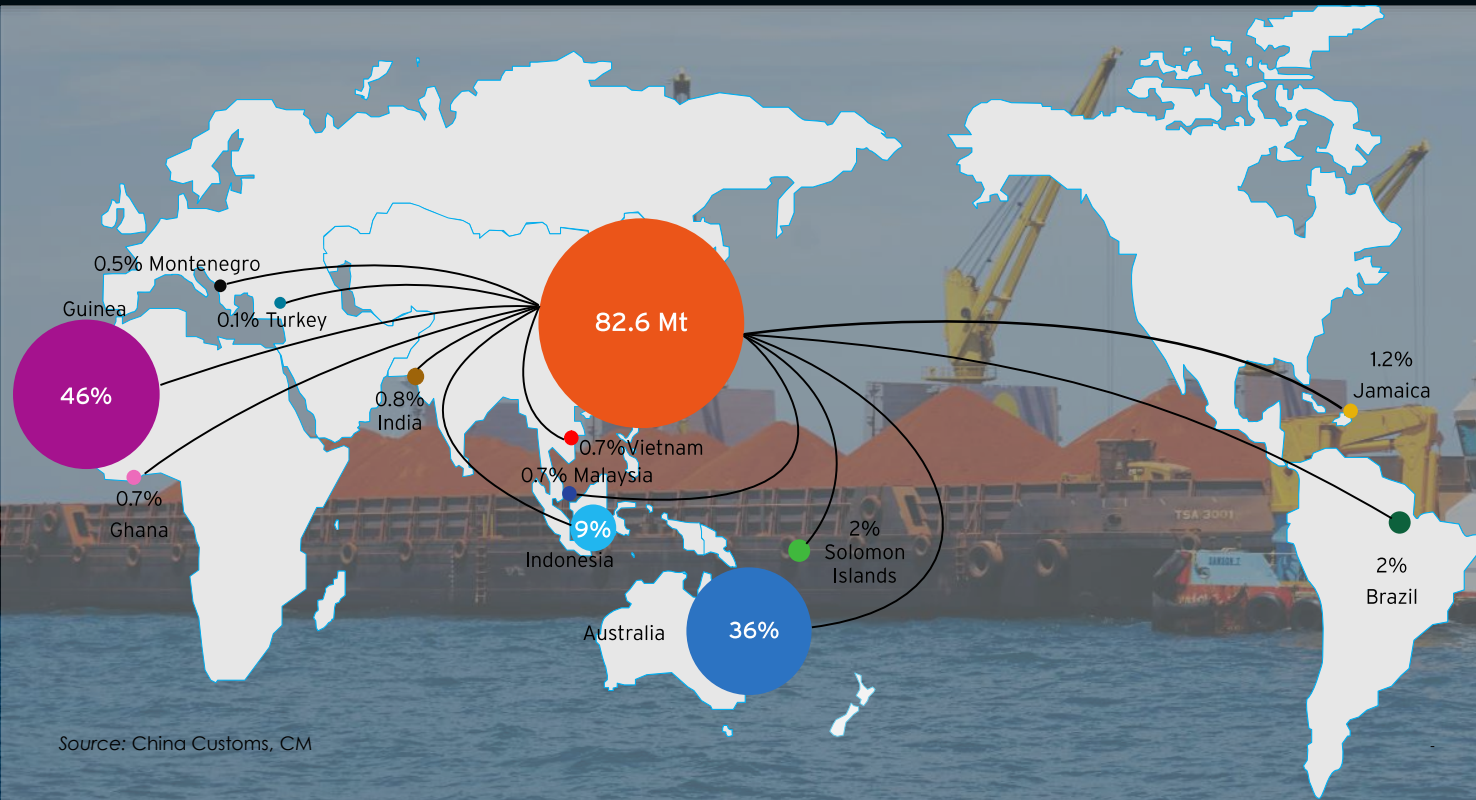 0.5% Montenegro
Guinea
0.1% Turkey
82.6 Mt
46%
0.8%
India
1.2%
Jamaica
0.7%Vietnam
0.7% Malaysia
0.7%
Ghana
9%
Indonesia
2%
Solomon
Islands
TSA 3001
2%
Brazil
Australia
36%
Source: China Customs, CM
-